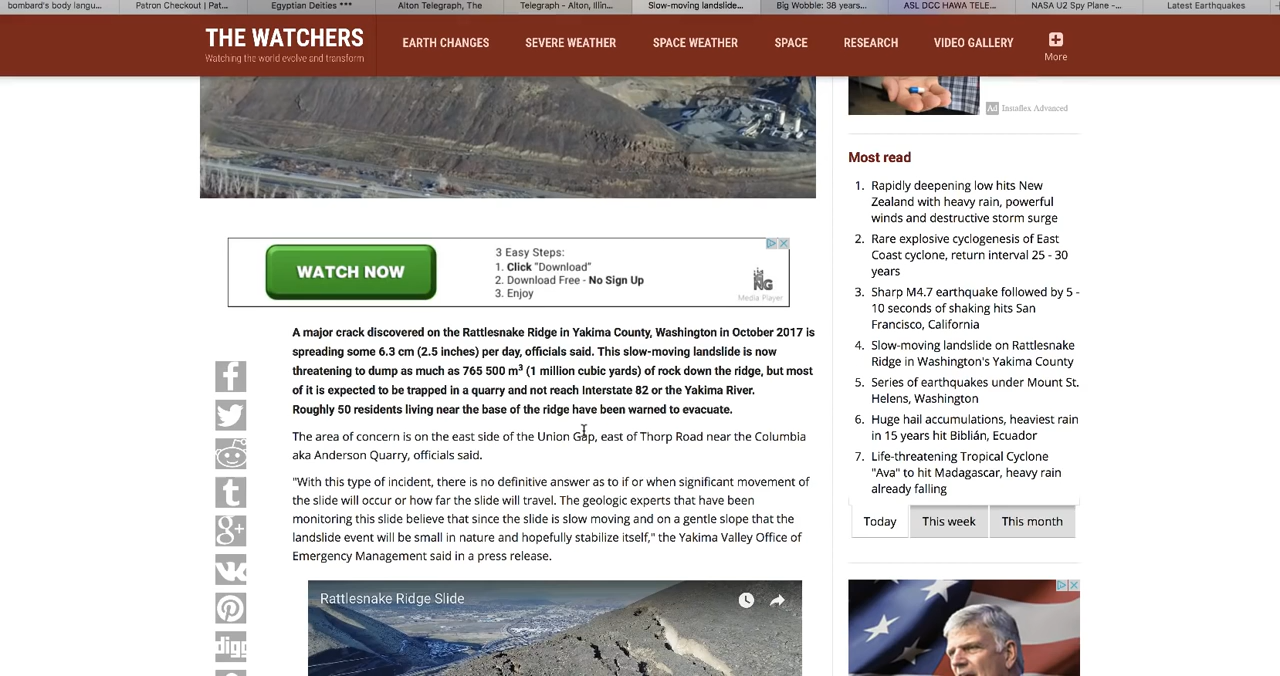 bombard's body langu...
Patron Checkout | Pat...
Egyptian Deities ***
Alton Telegraph, The
Telegraph - Alton, Illin...
Slow-moving landslide...
Big Wobble: 38 years...
ASL DCC HAWA TELE...
NASA U2 Spy Plane -...
Latest Earthquakes
THE WATCHERS
Watching the world evolve and transform
EARTH CHANGES
SEVERE WEATHER
SPACE WEATHER
SPACE
RESEARCH
VIDEO GALLERY
More
WATCH NOW
3 Easy Steps:
1. Click "Download"
2. Download Free - No Sign Up
3. Enjoy
Media Player
A major crack discovered on the Rattlesnake Ridge in Yakima County, Washington in October 2017 is
spreading some 6.3 cm (2.5 inches) per day, officials said. This slow-moving landslide is now
threatening to dump as much as 765 500 m³ (1 million cubic yards) of rock down the ridge, but most
of it is expected to be trapped in a quarry and not reach Interstate 82 or the Yakima River.
Roughly 50 residents living near the base of the ridge have been warned to evacuate.
The area of concern is on the east side of the Union Gap, east of Thorp Road near the Columbia
aka Anderson Quarry, officials said.
"With this type of incident, there is no definitive answer as to if or when significant movement of
the slide will occur or how far the slide will travel. The geologic experts that have been
monitoring this slide believe that since the slide is slow moving and on a gentle slope that the
landslide event will be small in nature and hopefully stabilize itself," the Yakima Valley Office of
Emergency Management said in a press release.
Rattlesnake Ridge Slide
g+
digg
Ad Instaflex Advanced
Most read
1. Rapidly deepening low hits New
Zealand with heavy rain, powerful
winds and destructive storm surge
2. Rare explosive cyclogenesis of East
Coast cyclone, return interval 25 - 30
years
3. Sharp M4.7 earthquake followed by 5 -
10 seconds of shaking hits San
Francisco, California
4. Slow-moving landslide on Rattlesnake
Ridge in Washington's Yakima County
5. Series of earthquakes under Mount St.
Helens, Washington
6. Huge hail accumulations, heaviest rain
in 15 years hit Biblián, Ecuador
7. Life-threatening Tropical Cyclone
"Ava" to hit Madagascar, heavy rain
already falling
Today
This week
This month